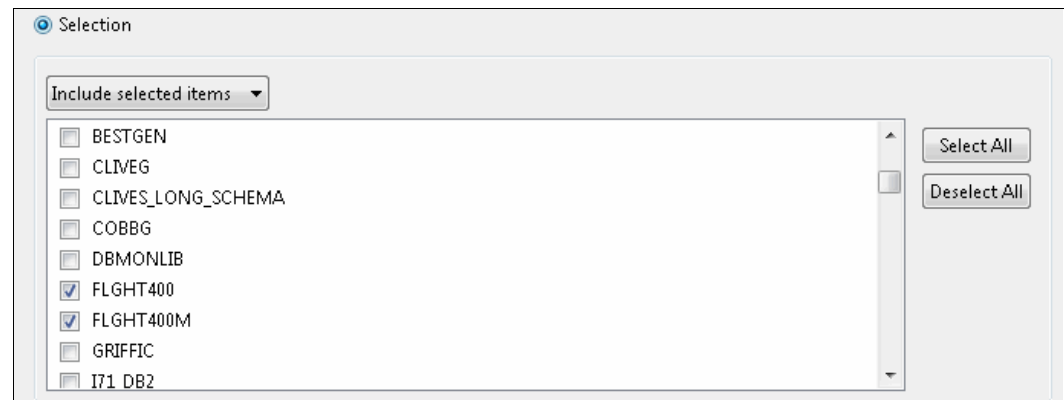 Selection
Include selected items
BESTGEN
CLIVEG
CLIVES_LONG_SCHEMA
COBBG
DBMONLIB
FLGHT400
FLGHT400M
GRIFFIC
I71_DB2
Select All
Deselect All